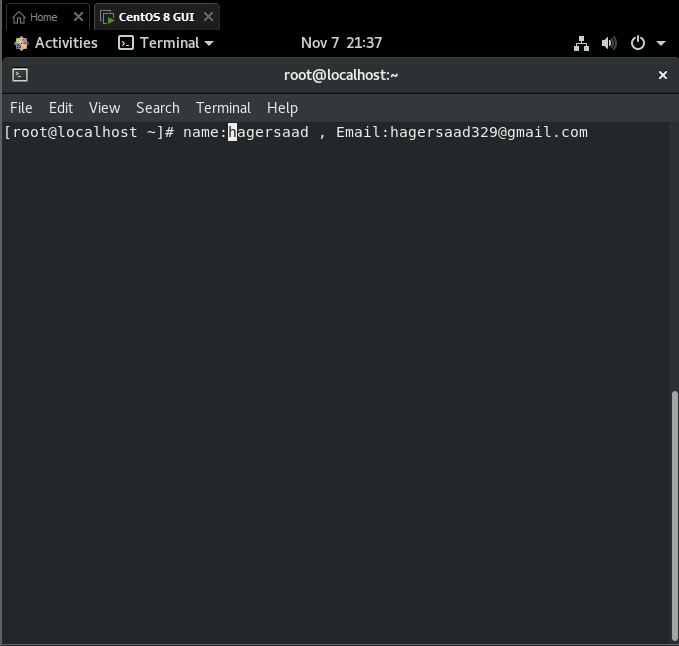 Home
CentOS 8 GUI
Activities
Terminal
Nov 7 21:37
root@localhost:~
File Edit View Search Terminal Help
[root@localhost ~]# name:hagersaad , Email:hagersaad329@gmail.com